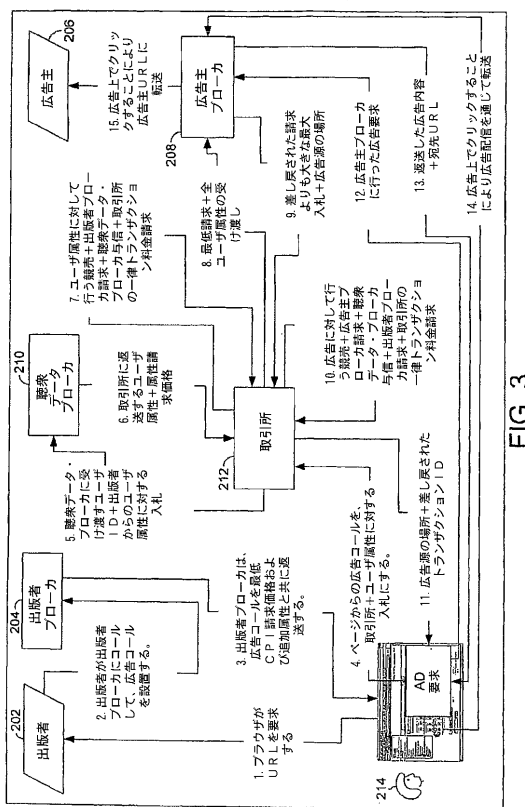 202
出版者
204
出版者
ブローカ
210
聴衆
データ
ブローカ
212
取引所
206
広告主
208
広告主
ブローカ
214
AD
要求
1. ブラウザが
URLを要求
する
2. 出版者が出版者
ブローカにコール
して、広告コール
を設置する。
3. 出版者ブローカは、
広告コールを最低
CPI請求価格およ
び追加属性と共に返
送する。
4. ページからの広告コールを、
取引所+ユーザ属性に対する
入札にする。
5. 聴衆データ・
ブローカに受
け渡すユーザ
ID+出版者
からのユーザ
属性に対する
入札
6. 取引所に返
送するユーザ
属性+属性請
求価格
7. ユーザ属性に対して
行う競売+出版者ブロー
カ請求+聴衆データ・
ブローカ与信+取引所
の一律トランザクショ
ン料金請求
8. 最低請求+全
ユーザ属性の受
け渡し
9. 差し戻された請求
よりも大きな最大
入札+広告源の場所
10. 広告に対して行
う競売+広告主ブ
ローカ請求+聴衆
データ・ブローカ
与信+出版者ブロー
カ請求+取引所の
一律トランザクショ
ン料金請求
11. 広告源の場所+差し戻された
トランザクションID
12. 広告主ブローカ
に行った広告要求
13. 返送した広告内容
+宛先URL
14. 広告上でクリックすること
により広告配信を通じて転送
15. 広告上でクリッ
クすることにより
広告主URLに
転送
FIG. 3